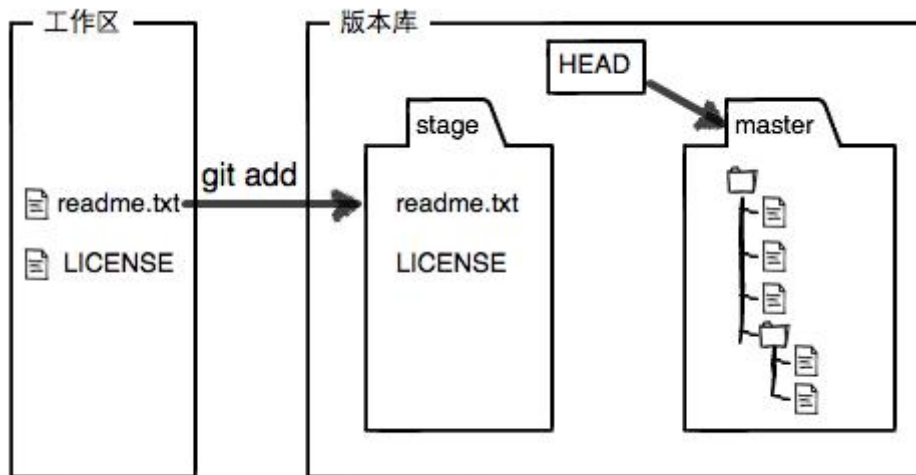 工作区
版本库
HEAD
stage
master
git add
readme.txt
readme.txt
LICENSE
LICENSE